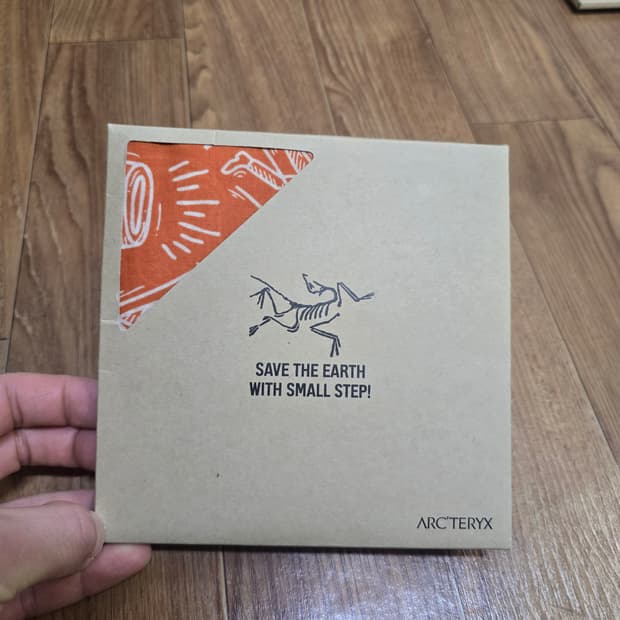 SAVE THE EARTH
WITH SMALL STEP!
ARC'TERYX